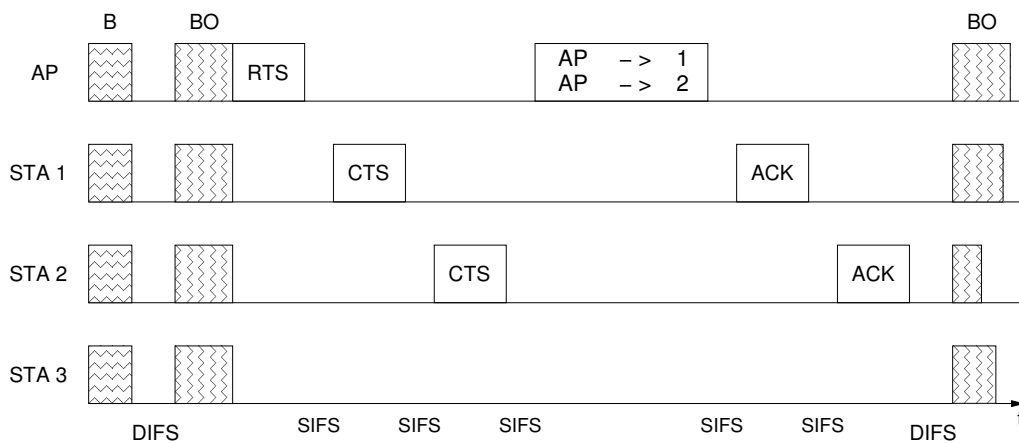 B BO BO
AP RTS AP – > 1
AP – > 2
STA 1 CTS ACK
STA 2 CTS ACK
STA 3
t
DIFS SIFS SIFS SIFS SIFS SIFS DIFS